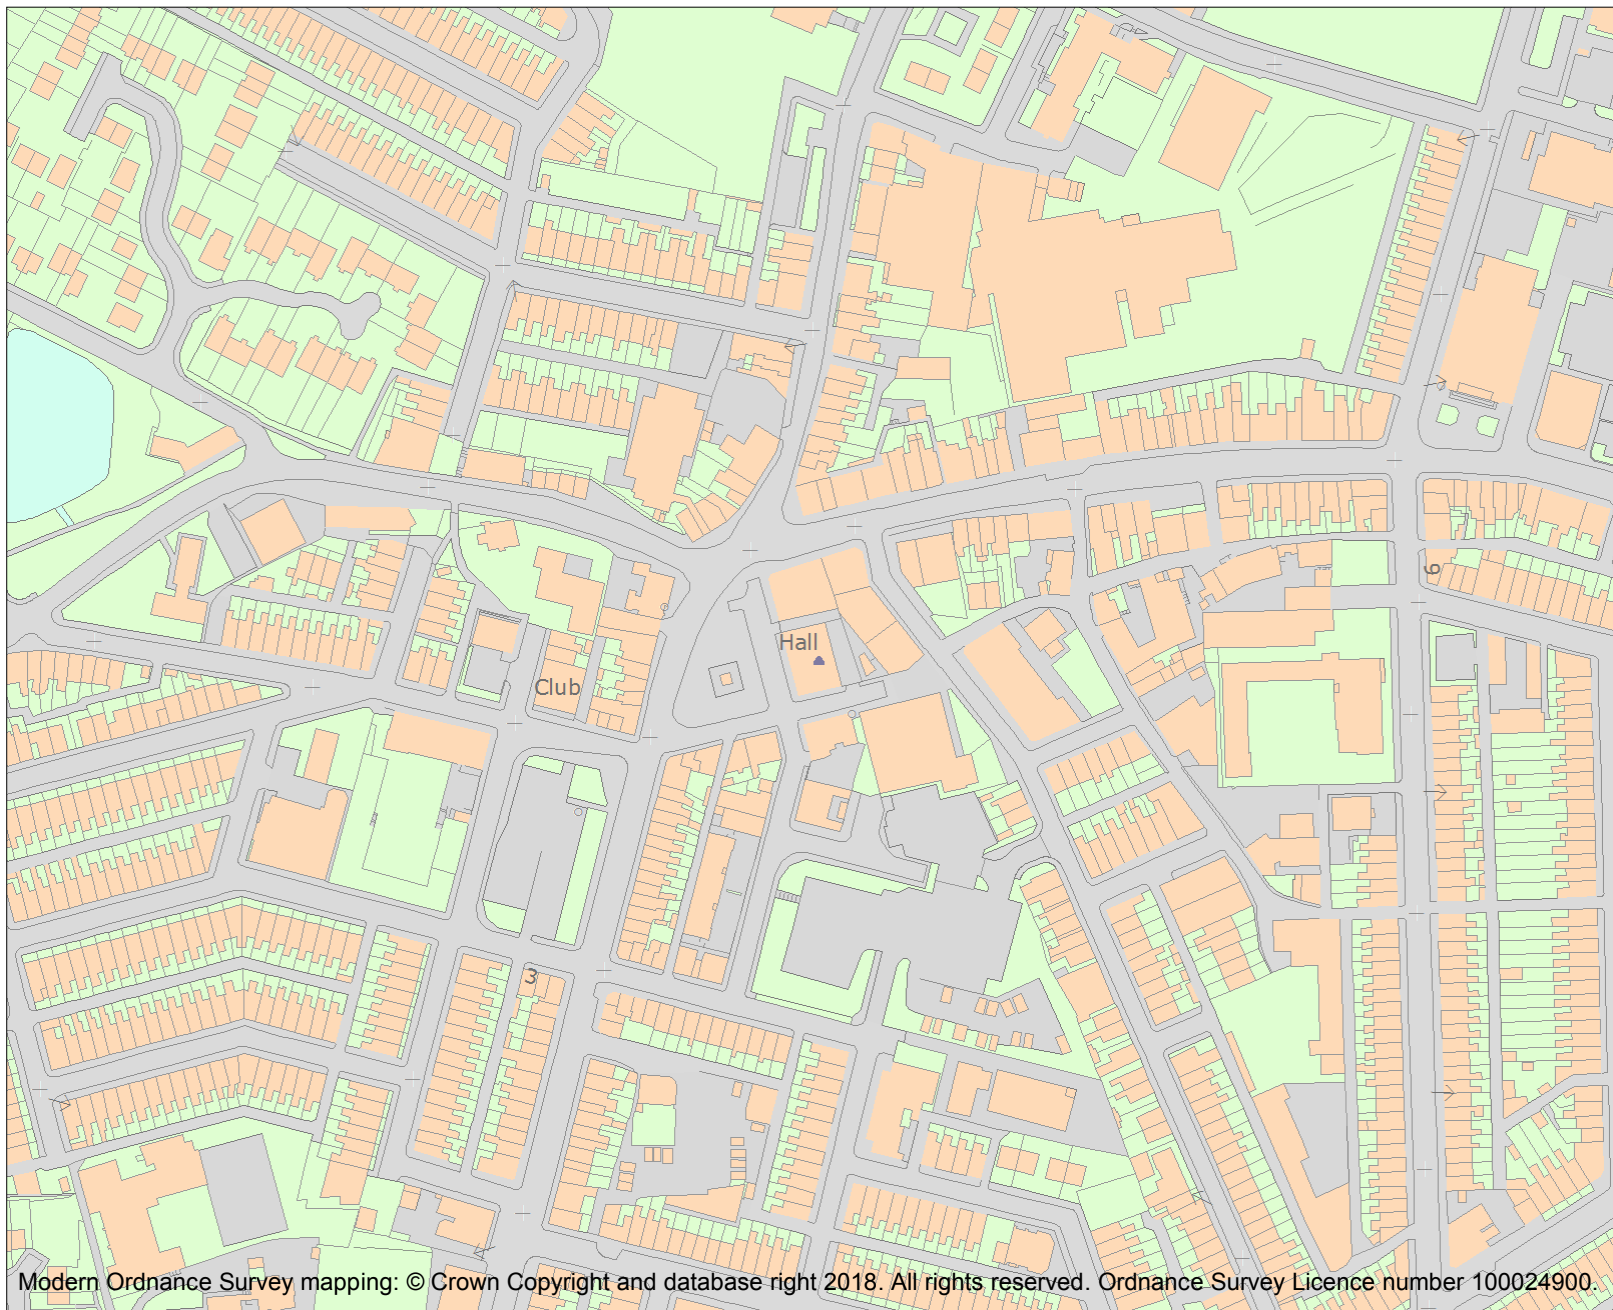 6
Hall
Club
3
Modern Ordnance Survey mapping: © Crown Copyright and database right 2018. All rights reserved. Ordnance Survey Licence number 100024900.